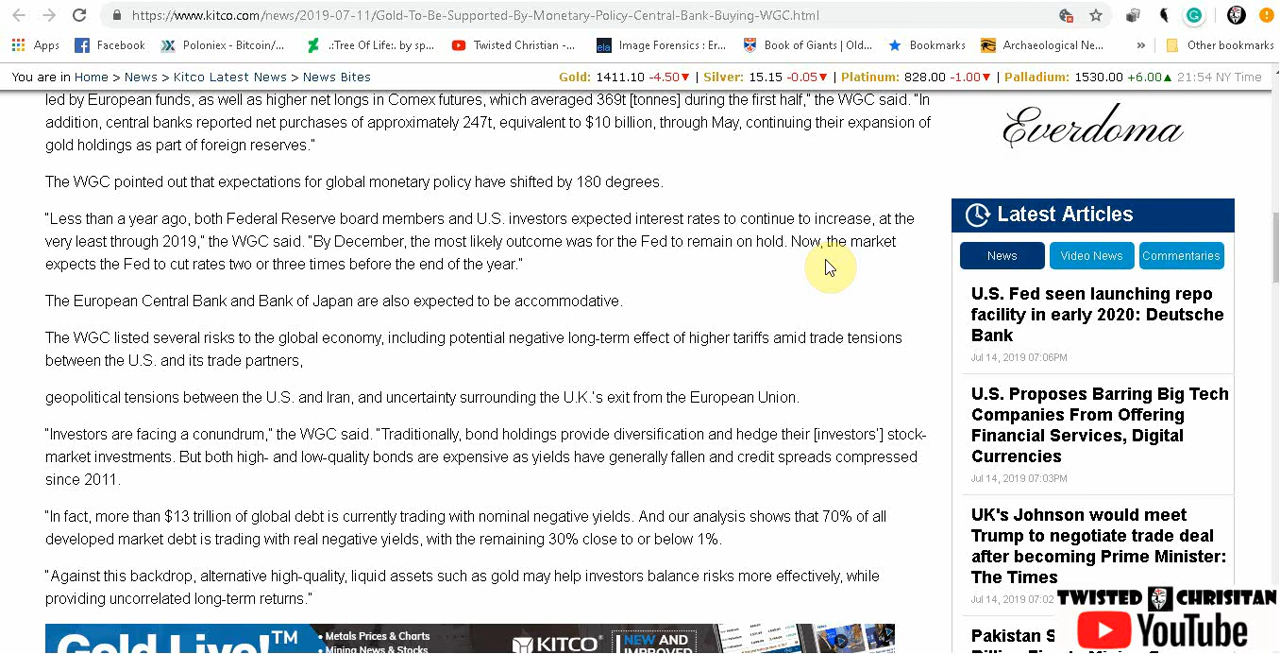 https://www.kitco.com/news/2019-07-11/Gold-To-Be-Supported-By-Monetary-Policy-Central-Bank-Buying-WGC.html
Apps Facebook Poloniex - Bitcoin/... .:Tree Of Life:. by sp... Twisted Christian -... Image Forensics : Er... Book of Giants | Old... Bookmarks Archaeological Ne... » Other bookmarks
You are in Home > News > Kitco Latest News > News Bites Gold: 1411.10 -4.50▼ | Silver: 15.15 -0.05▼ | Platinum: 828.00 -1.00▼ | Palladium: 1530.00 +6.00▲ 21:54 NY Time
led by European funds, as well as higher net longs in Comex futures, which averaged 369t [tonnes] during the first half," the WGC said. "In
addition, central banks reported net purchases of approximately 247t, equivalent to $10 billion, through May, continuing their expansion of
gold holdings as part of foreign reserves."
The WGC pointed out that expectations for global monetary policy have shifted by 180 degrees.
"Less than a year ago, both Federal Reserve board members and U.S. investors expected interest rates to continue to increase, at the
very least through 2019," the WGC said. "By December, the most likely outcome was for the Fed to remain on hold. Now, the market
expects the Fed to cut rates two or three times before the end of the year."
The European Central Bank and Bank of Japan are also expected to be accommodative.
The WGC listed several risks to the global economy, including potential negative long-term effect of higher tariffs amid trade tensions
between the U.S. and its trade partners,
geopolitical tensions between the U.S. and Iran, and uncertainty surrounding the U.K.'s exit from the European Union.
"Investors are facing a conundrum," the WGC said. "Traditionally, bond holdings provide diversification and hedge their [investors'] stock-
market investments. But both high- and low-quality bonds are expensive as yields have generally fallen and credit spreads compressed
since 2011.
"In fact, more than $13 trillion of global debt is currently trading with nominal negative yields. And our analysis shows that 70% of all
developed market debt is trading with real negative yields, with the remaining 30% close to or below 1%.
"Against this backdrop, alternative high-quality, liquid assets such as gold may help investors balance risks more effectively, while
providing uncorrelated long-term returns."
Gold Live!™
• Metals Prices & Charts
• Mining News & Stocks
KITCO®
NEW AND
IMPROVED
Everdoma
Latest Articles
News Video News Commentaries
U.S. Fed seen launching repo
facility in early 2020: Deutsche
Bank
Jul 14, 2019 07:06PM
U.S. Proposes Barring Big Tech
Companies From Offering
Financial Services, Digital
Currencies
Jul 14, 2019 07:03PM
UK's Johnson would meet
Trump to negotiate trade deal
after becoming Prime Minister:
The Times
Jul 14, 2019 07:02
Pakistan S
TWISTED CHRISITAN
YouTube